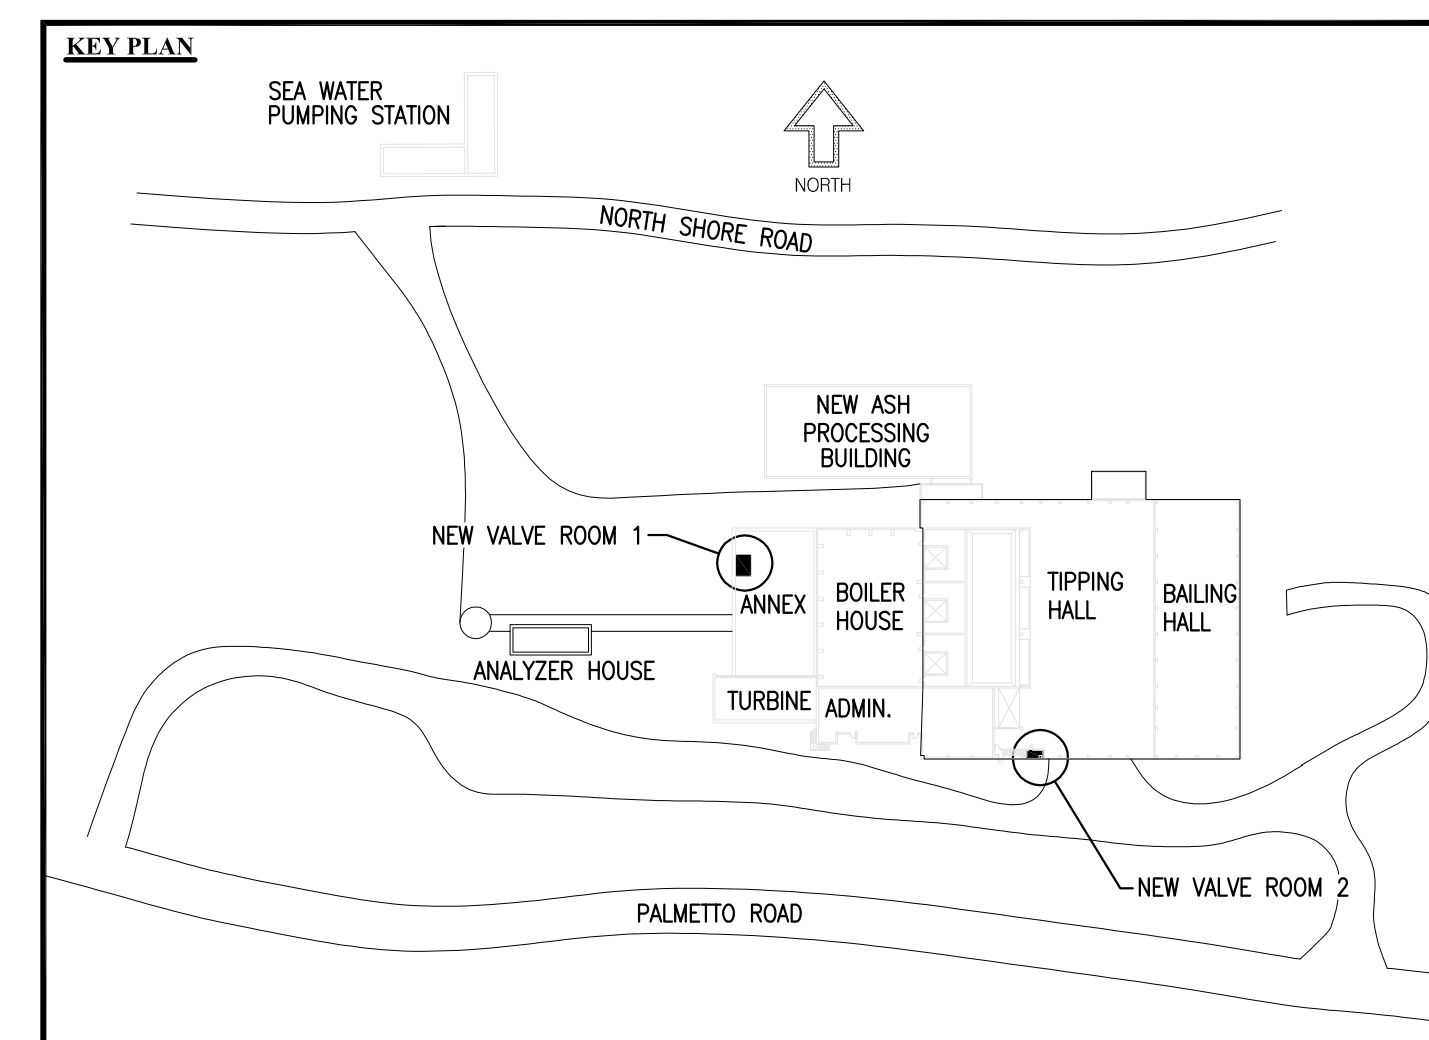 KEY PLAN
SEA WATER
PUMPING STATION
NORTH
NORTH SHORE ROAD
NEW ASH
PROCESSING
BUILDING
NEW VALVE ROOM 1
ANNEX
BOILER
HOUSE
TIPPING
HALL
BAILING
HALL
ANALYZER HOUSE
TURBINE
ADMIN.
NEW VALVE ROOM 2
PALMETTO ROAD